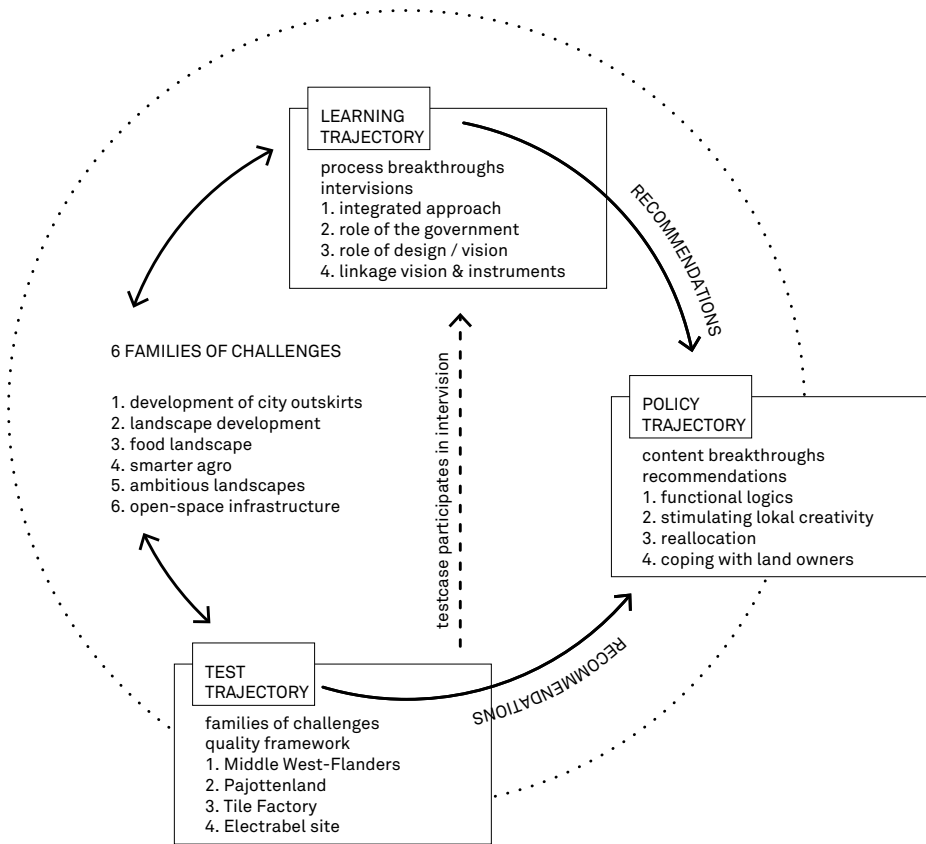 LEARNING
TRAJECTORY
process breakthroughs
intervisions
1. integrated approach
2. role of the government
3. role of design / vision
4. linkage vision & instruments
RECOMMENDATIONS
6 FAMILIES OF CHALLENGES
1. development of city outskirts
2. landscape development
3. food landscape
4. smarter agro
5. ambitious landscapes
6. open-space infrastructure
testcase participates in intervision
POLICY
TRAJECTORY
content breakthroughs
recommendations
1. functional logics
2. stimulating lokal creativity
3. reallocation
4. coping with land owners
TEST
TRAJECTORY
families of challenges
quality framework
1. Middle West-Flanders
2. Pajottenland
3. Tile Factory
4. Electrabel site
RECOMMENDATIONS